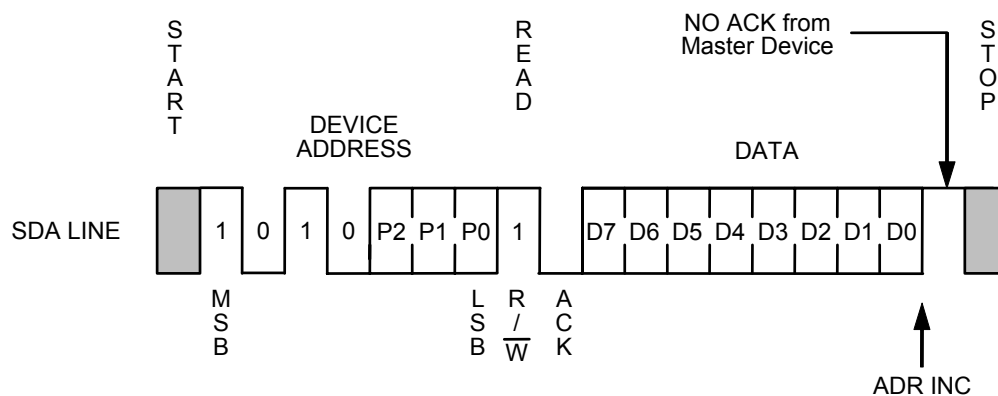 START
READ
NO ACK from
Master Device
STOP
DEVICE
ADDRESS
DATA
SDA LINE
1 0 1 0 P2 P1 P0 1 D7 D6 D5 D4 D3 D2 D1 D0
MSB
LSB
R/W
ACK
ADR INC